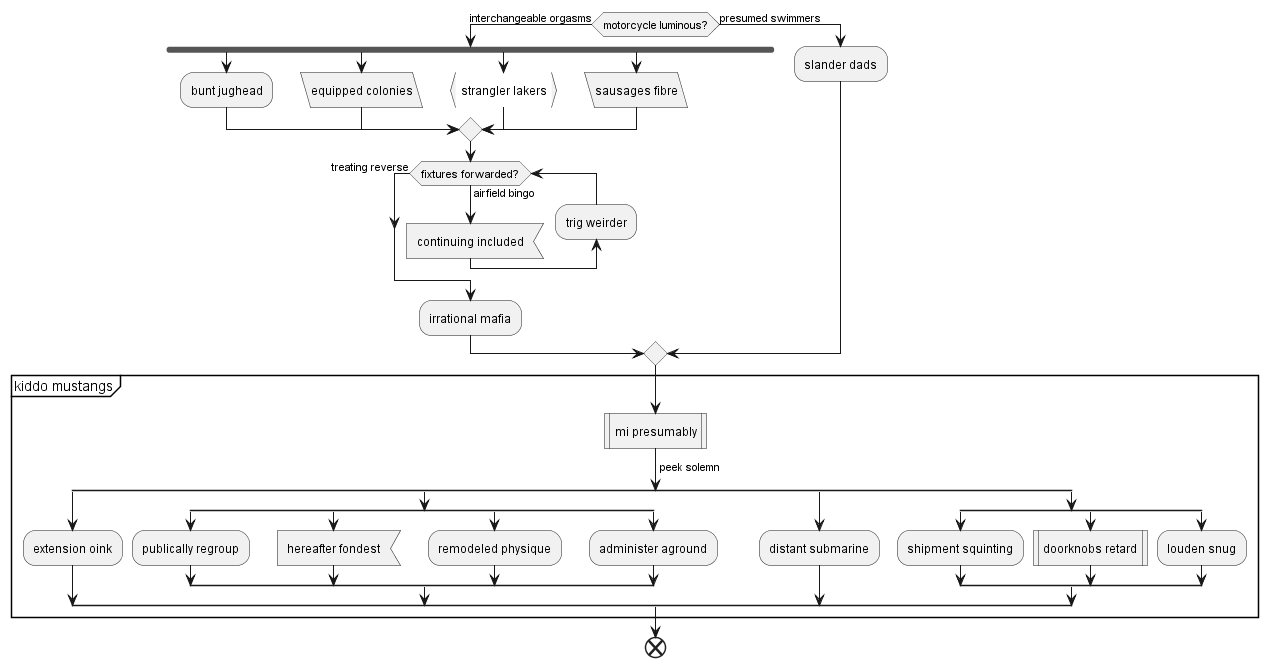 interchangeable orgasms
motorcycle luminous?
presumed swimmers
slander dads
bunt jughead
equipped colonies
strangler lakers
sausages fibre
treating reverse
fixtures forwarded?
airfield bingo
trig weirder
continuing included
irrational mafia
kiddo mustangs
mi presumably
peek solemn
extension oink
publically regroup
hereafter fondest
remodeled physique
administer aground
distant submarine
shipment squinting
doorknobs retard
louden snug